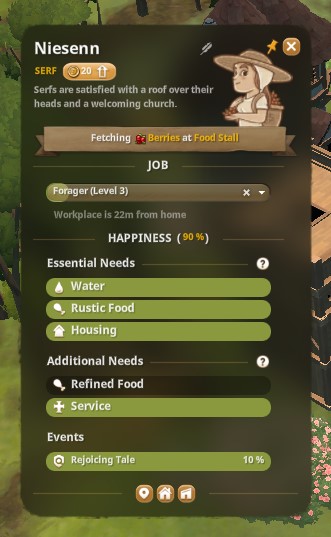 Niesenn
SERF 20
Serfs are satisfied with a roof over their
heads and a welcoming church.
Fetching Berries at Food Stall
JOB
Forager (Level 3)
Workplace is 22m from home
HAPPINESS ( 90 % )
Essential Needs ?
Water
Rustic Food
Housing
Additional Needs ?
Refined Food
Service
Events
Rejoicing Tale 10 %